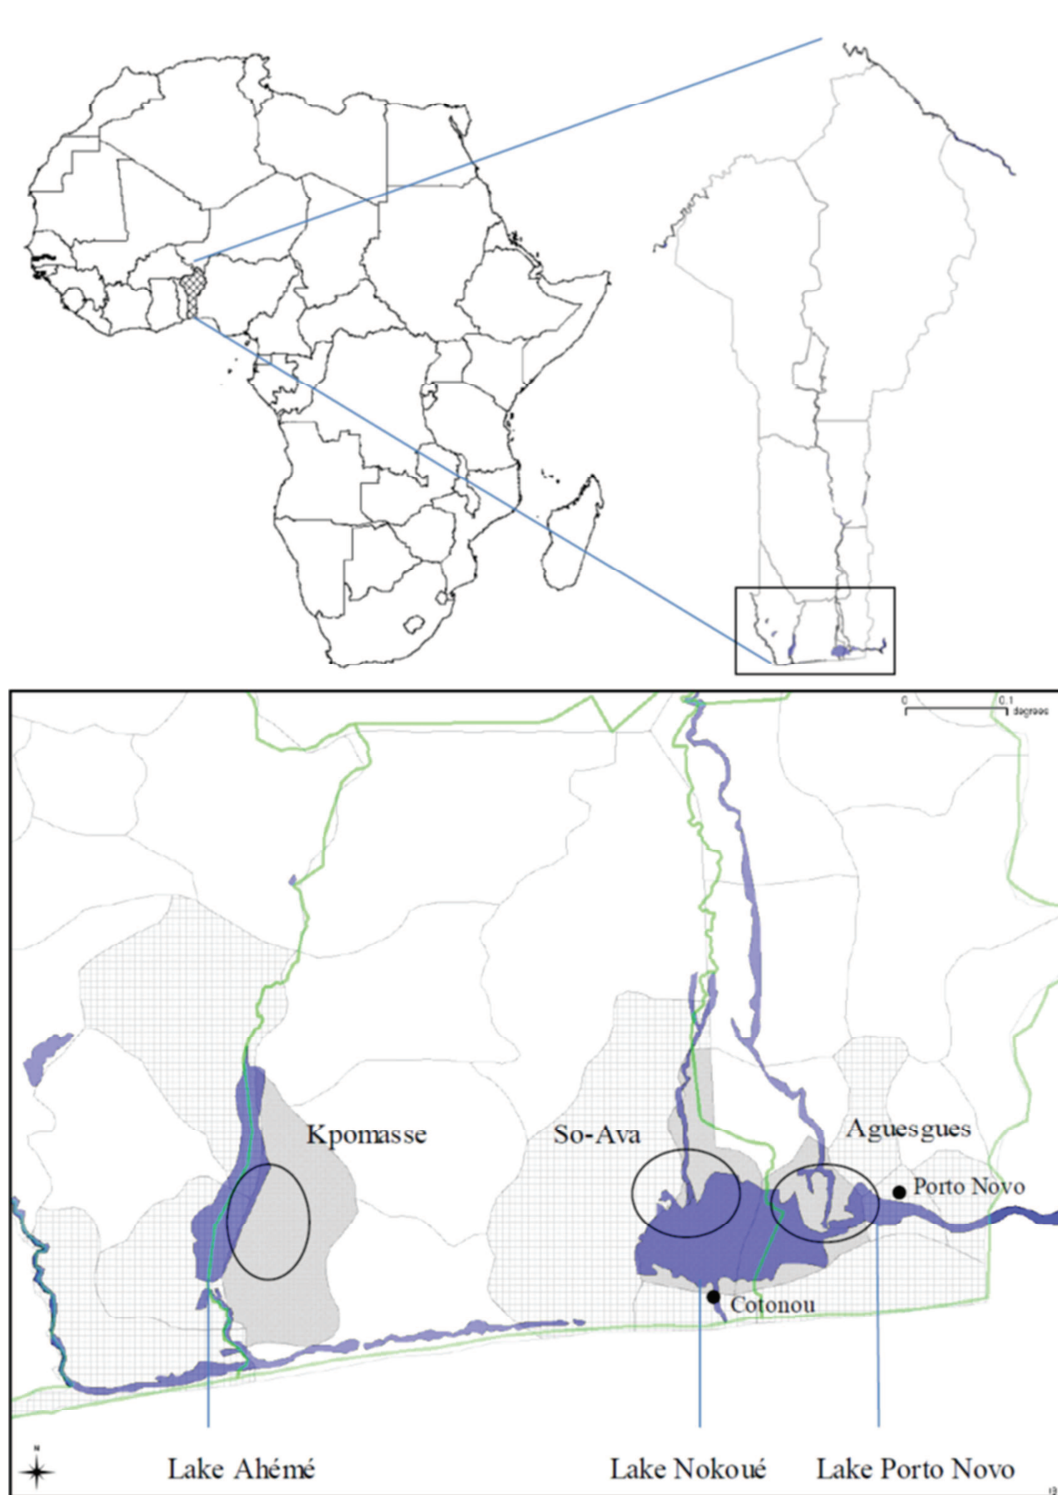 0 0.1
degrees
Kpomasse
So-Ava
Aguesgues
Porto Novo
Cotonou
N
Lake Ahémé
Lake Nokoué
Lake Porto Novo